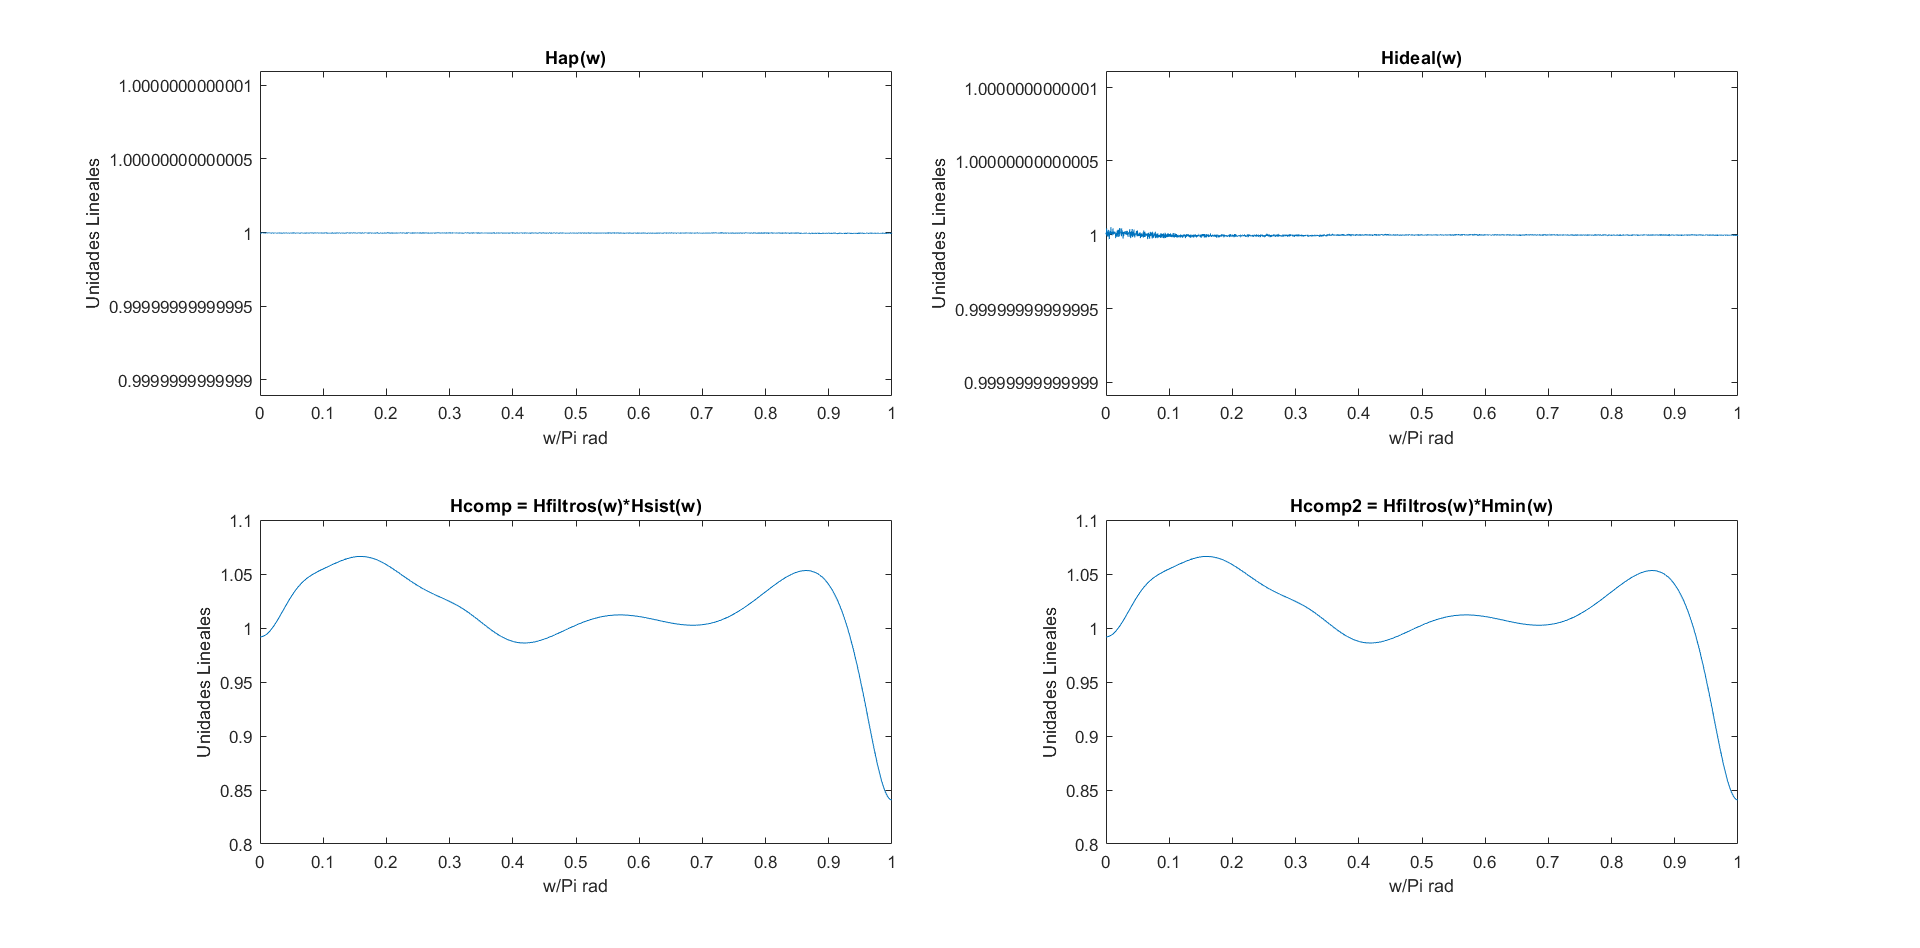 Hap(w)
1.0000000000001
1.00000000000005
1
0.99999999999995
0.9999999999999
Unidades Lineales
0 0.1 0.2 0.3 0.4 0.5 0.6 0.7 0.8 0.9 1
w/Pi rad
Hideal(w)
1.0000000000001
1.00000000000005
1
0.99999999999995
0.9999999999999
Unidades Lineales
0 0.1 0.2 0.3 0.4 0.5 0.6 0.7 0.8 0.9 1
w/Pi rad
Hcomp = Hfiltros(w)*Hsist(w)
1.1
1.05
1
0.95
0.9
0.85
0.8
Unidades Lineales
0 0.1 0.2 0.3 0.4 0.5 0.6 0.7 0.8 0.9 1
w/Pi rad
Hcomp2 = Hfiltros(w)*Hmin(w)
1.1
1.05
1
0.95
0.9
0.85
0.8
Unidades Lineales
0 0.1 0.2 0.3 0.4 0.5 0.6 0.7 0.8 0.9 1
w/Pi rad